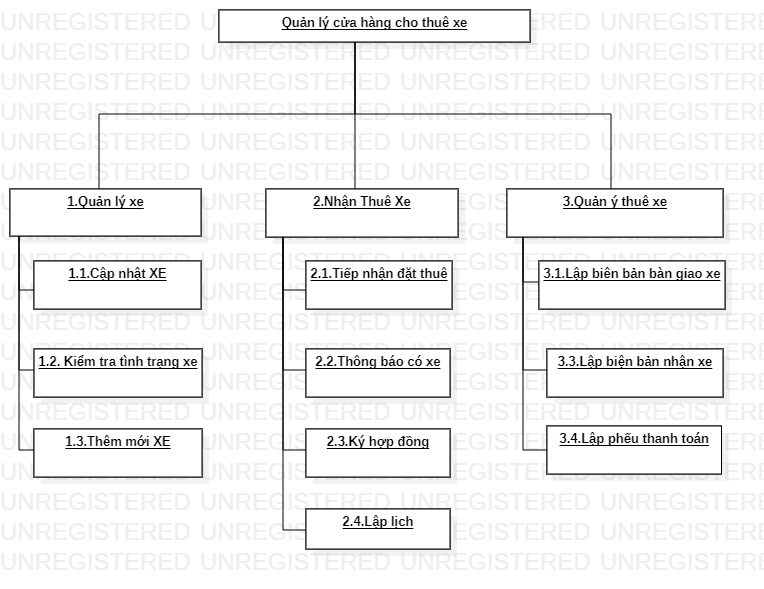 Quản lý cửa hàng cho thuê xe
1.Quản lý xe
2.Nhận Thuê Xe
3.Quản ý thuê xe
1.1.Cập nhật XE
2.1.Tiếp nhận đặt thuê
3.1.Lập biên bản bàn giao xe
1.2. Kiểm tra tình trạng xe
2.2.Thông báo có xe
3.3.Lập biện bản nhận xe
1.3.Thêm mới XE
2.3.Ký hợp đồng
3.4.Lập phếu thanh toán
2.4.Lập lịch
UNREGISTERED